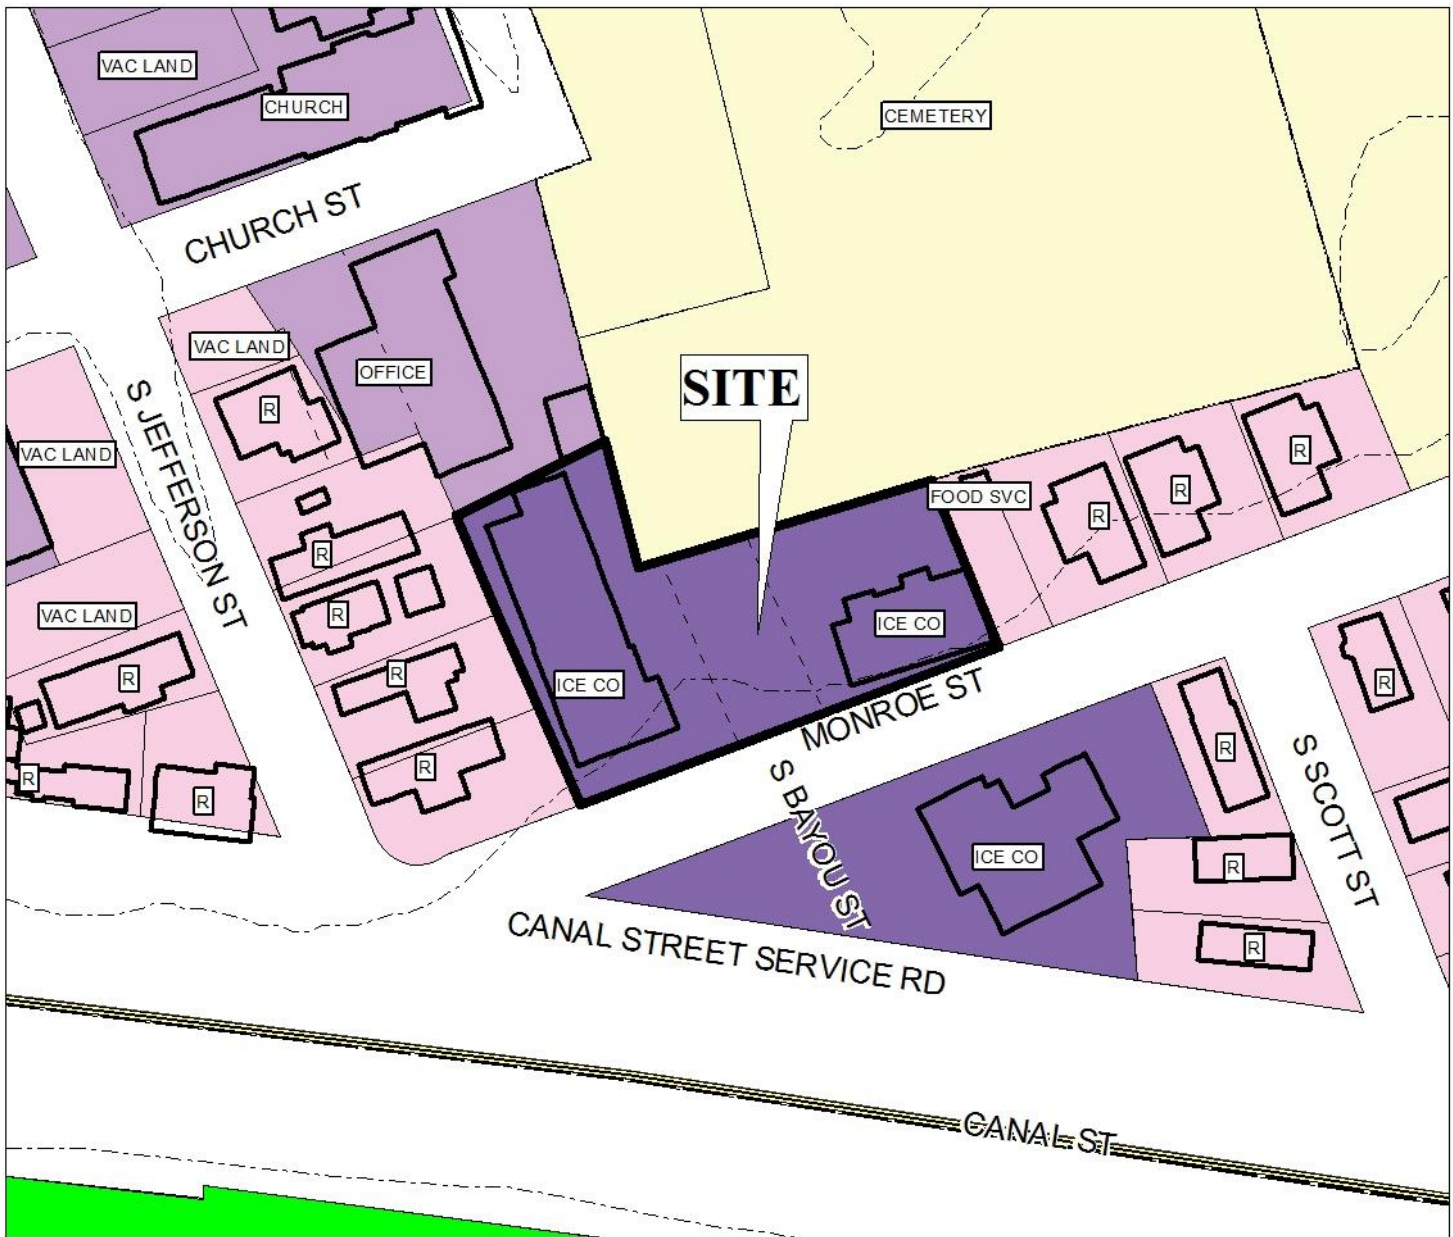 VAC LAND
CHURCH
CEMETERY
CHURCH ST
VAC LAND
OFFICE
SITE
R
S JEFFERSON ST
VAC LAND
R
FOOD SVC
R
R
R
R
VAC LAND
R
ICE CO
R
R
ICE CO
R
MONROE ST
R
R
R
R
S BAYOU ST
S SCOTT ST
ICE CO
R
R
CANAL STREET SERVICE RD
CANAL ST